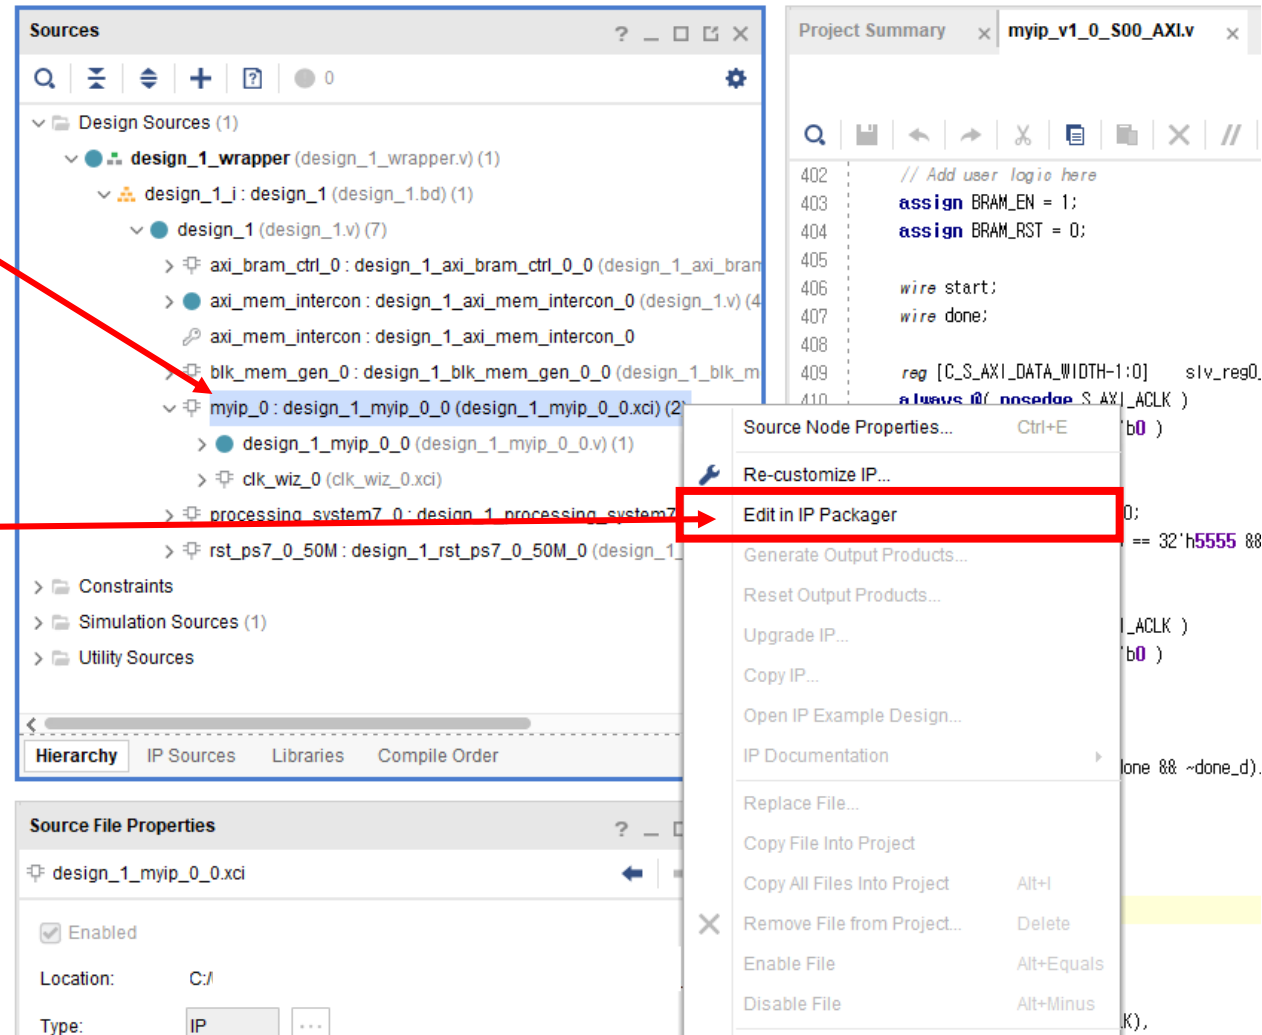 Sources
0
Design Sources (1)
design_1_wrapper (design_1_wrapper.v) (1)
design_1_i : design_1 (design_1.bd) (1)
design_1 (design_1.v) (7)
axi_bram_ctrl_0 : design_1_axi_bram_ctrl_0_0 (design_1_axi_bram
axi_mem_intercon : design_1_axi_mem_intercon_0 (design_1.v) (4
axi_mem_intercon : design_1_axi_mem_intercon_0
blk_mem_gen_0 : design_1_blk_mem_gen_0_0 (design_1_blk_m
myip_0 : design_1_myip_0_0 (design_1_myip_0_0.xci) (2)
design_1_myip_0_0 (design_1_myip_0_0.v) (1)
clk_wiz_0 (clk_wiz_0.xci)
processing_system7_0 : design_1_processing_system7
rst_ps7_0_50M : design_1_rst_ps7_0_50M_0 (design_1_
Constraints
Simulation Sources (1)
Utility Sources
Hierarchy IP Sources Libraries Compile Order
Source File Properties
design_1_myip_0_0.xci
Enabled
Location: C:/
Type: IP ...
Project Summary myip_v1_0_S00_AXI.v
402 // Add user logic here
403 assign BRAM_EN = 1;
404 assign BRAM_RST = 0;
405
406 wire start;
407 wire done;
408
409 reg [C_S_AXI_DATA_WIDTH-1:0] slv_reg0_
410 always @( posedge S_AXI_ACLK )
'b0 )
0;
== 32'h5555 &&
I_ACLK )
'b0 )
lone && ~done_d).
K),
Source Node Properties... Ctrl+E
Re-customize IP...
Edit in IP Packager
Generate Output Products...
Reset Output Products...
Upgrade IP...
Copy IP...
Open IP Example Design...
IP Documentation
Replace File...
Copy File Into Project
Copy All Files Into Project Alt+I
Remove File from Project... Delete
Enable File Alt+Equals
Disable File Alt+Minus